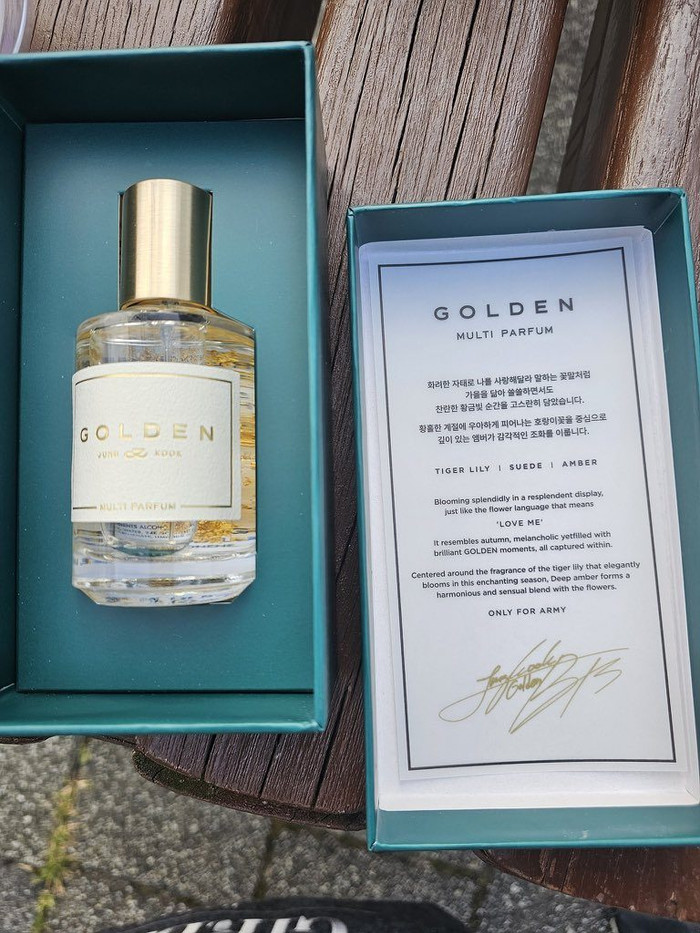 GOLDEN
JUNG KOOK
MULTI PARFUM
GOLDEN
MULTI PARFUM
화려한 자태로 나를 사랑해달라 말하는 꽃말처럼
가을을 닮아 쓸쓸하면서도
찬란한 황금빛 순간을 고스란히 담았습니다.
황홀한 계절에 우아하게 피어나는 호랑이꽃을 중심으로
깊이 있는 앰버가 감각적인 조화를 이룹니다.
TIGER LILY | SUEDE | AMBER
Blooming splendidly in a resplendent display,
just like the flower language that means
'LOVE ME'
It resembles autumn, melancholic yetfilled with
brilliant GOLDEN moments, all captured within.
Centered around the fragrance of the tiger lily that elegantly
blooms in this enchanting season, Deep amber forms a
harmonious and sensual blend with the flowers.
ONLY FOR ARMY
Golden